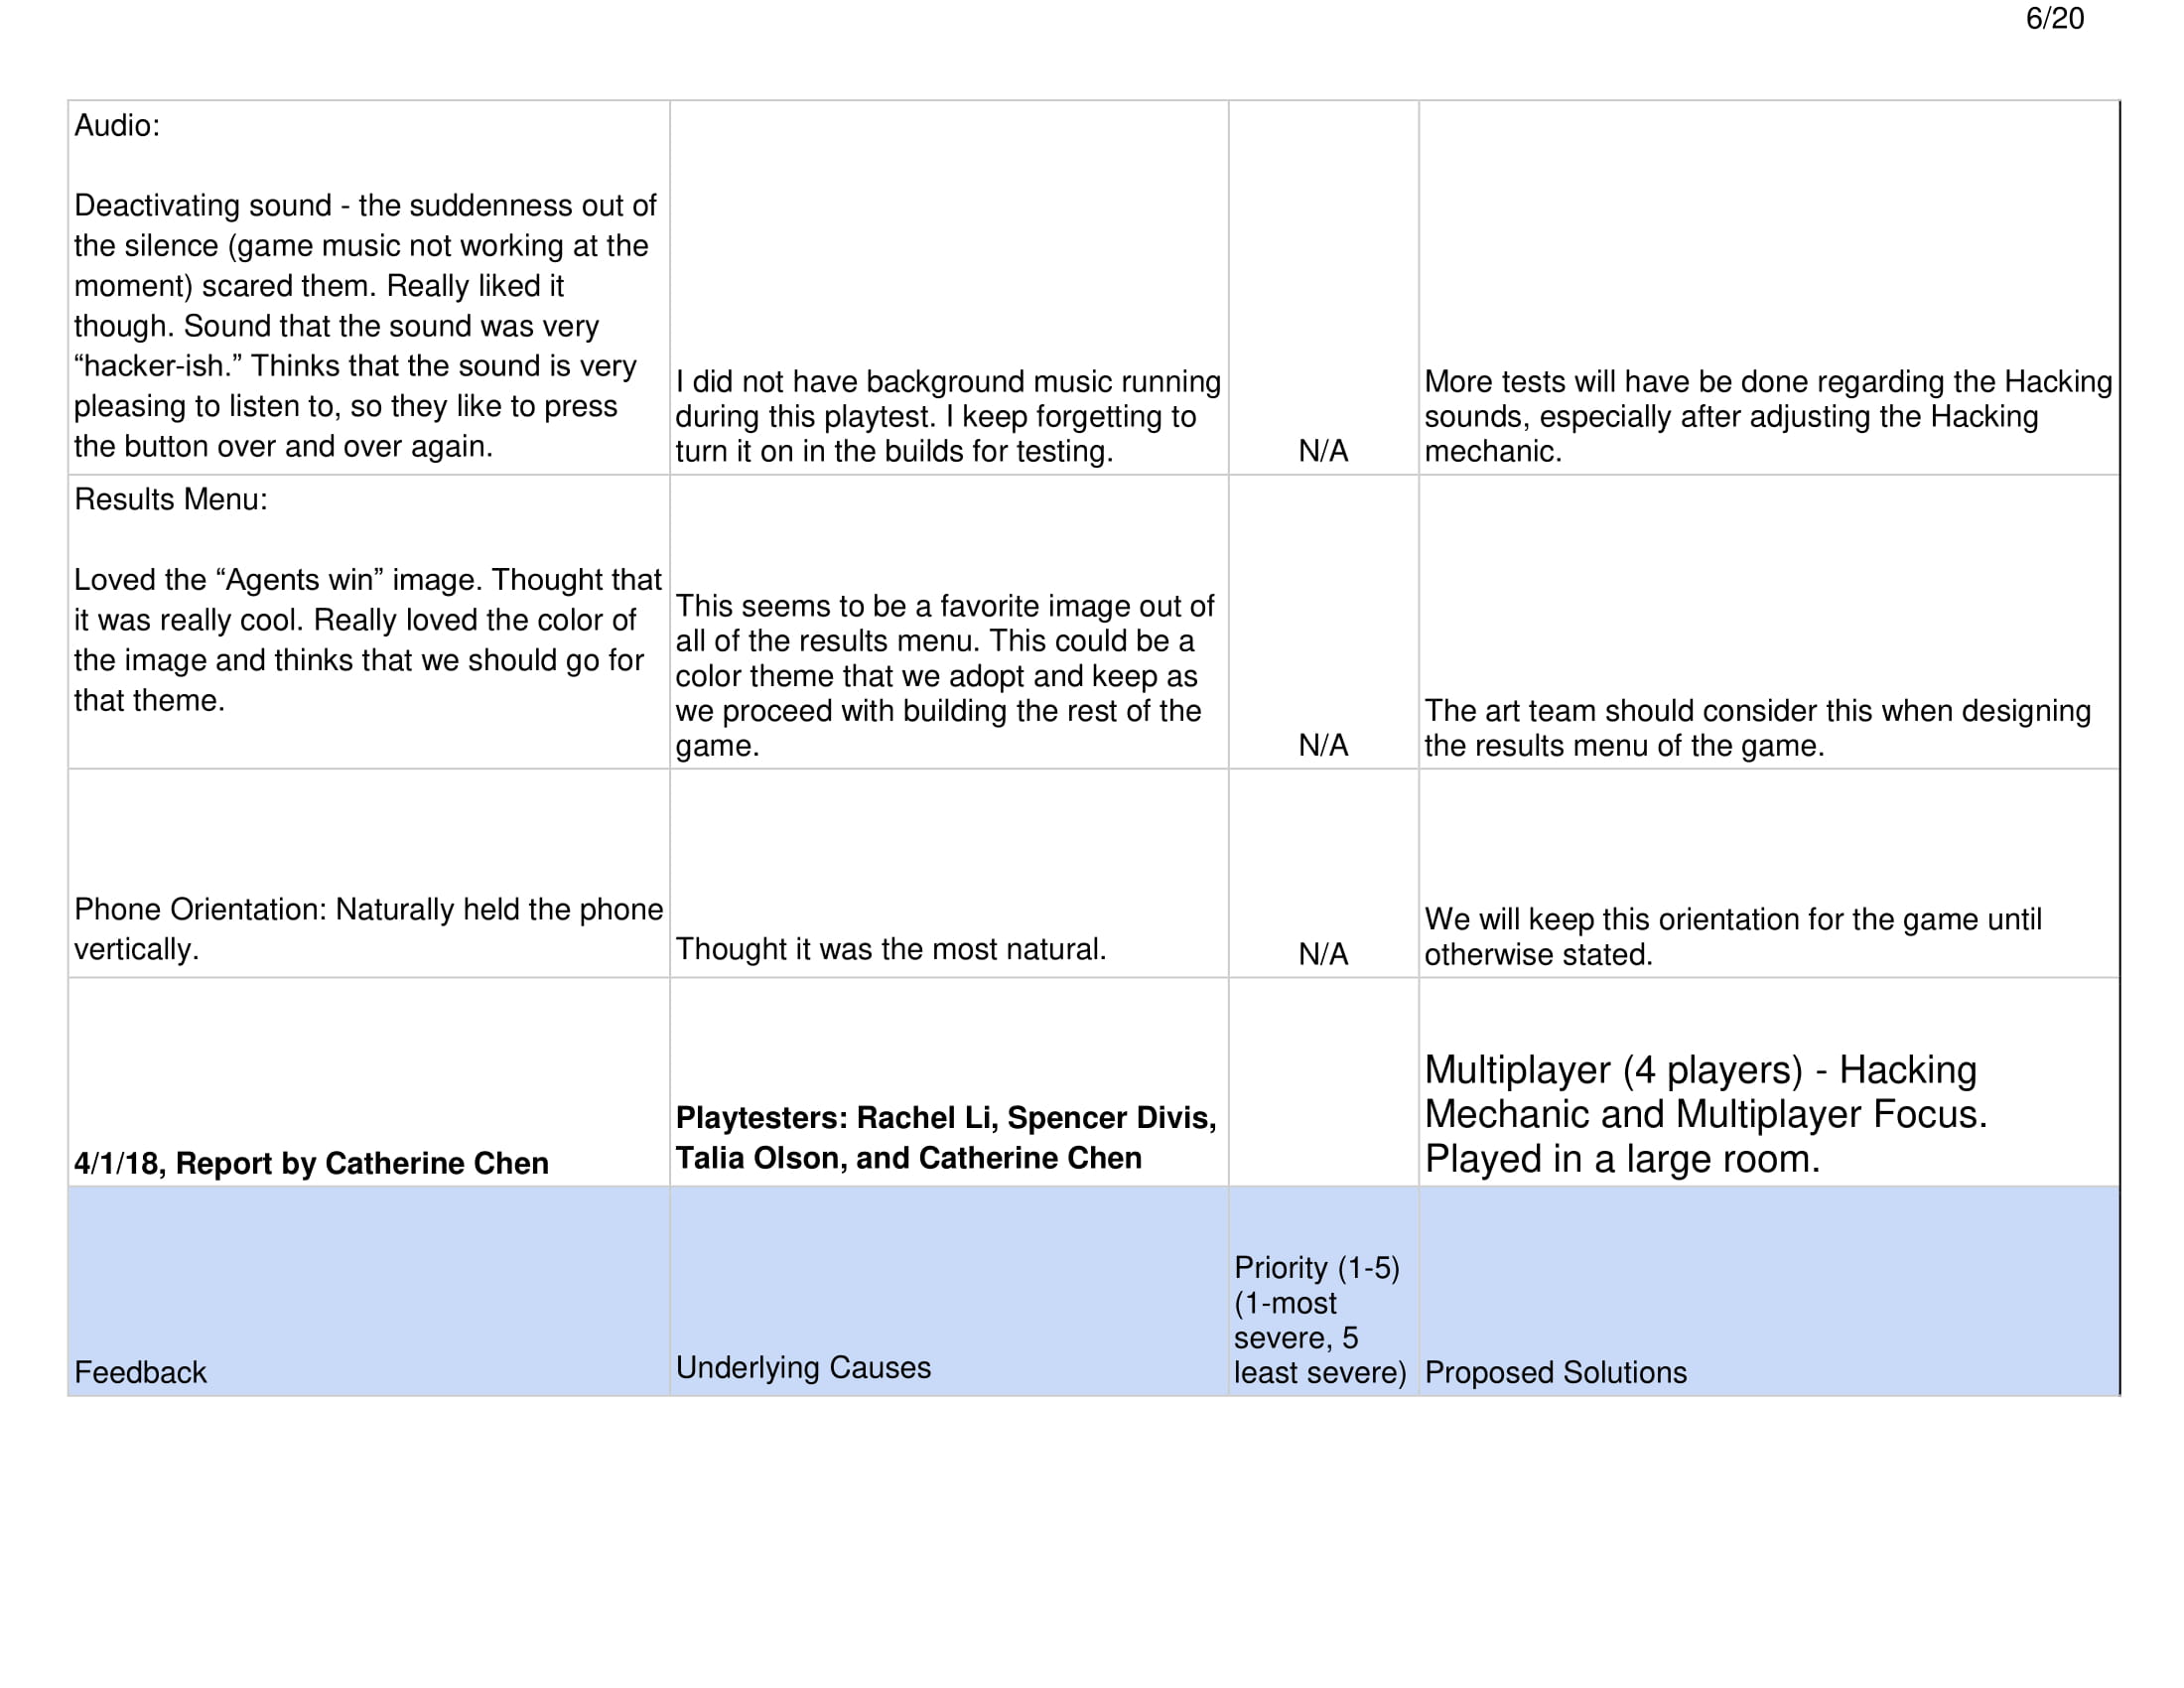 6/20
Audio:
Deactivating sound - the suddenness out of
the silence (game music not working at the
moment) scared them. Really liked it
though. Sound that the sound was very
“hacker-ish.” Thinks that the sound is very
pleasing to listen to, so they like to press
the button over and over again.
I did not have background music running
during this playtest. I keep forgetting to
turn it on in the builds for testing.
N/A
More tests will have be done regarding the Hacking
sounds, especially after adjusting the Hacking
mechanic.
Results Menu:
Loved the “Agents win” image. Thought that
it was really cool. Really loved the color of
the image and thinks that we should go for
that theme.
This seems to be a favorite image out of
all of the results menu. This could be a
color theme that we adopt and keep as
we proceed with building the rest of the
game.
N/A
The art team should consider this when designing
the results menu of the game.
Phone Orientation: Naturally held the phone
vertically.
Thought it was the most natural.
N/A
We will keep this orientation for the game until
otherwise stated.
4/1/18, Report by Catherine Chen
Playtesters: Rachel Li, Spencer Divis,
Talia Olson, and Catherine Chen
Multiplayer (4 players) - Hacking
Mechanic and Multiplayer Focus.
Played in a large room.
Feedback
Underlying Causes
Priority (1-5)
(1-most
severe, 5
least severe)
Proposed Solutions